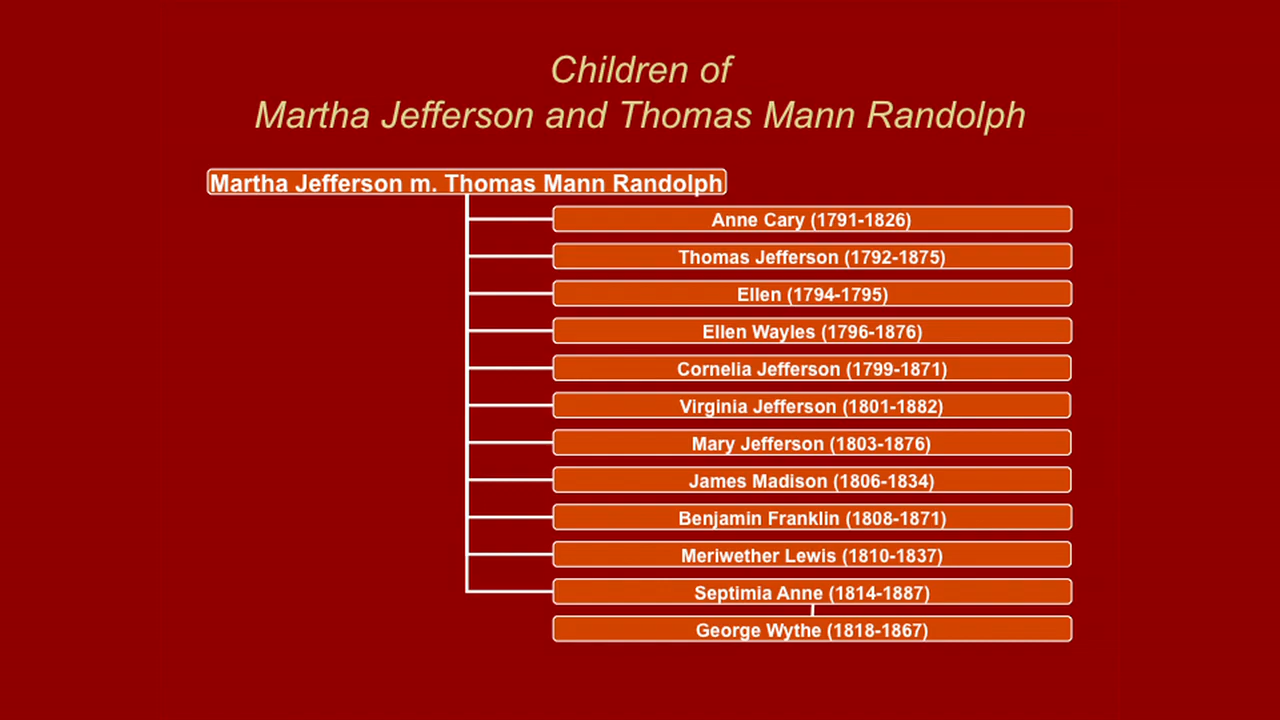 Children of
Martha Jefferson and Thomas Mann Randolph
Martha Jefferson m. Thomas Mann Randolph
Anne Cary (1791-1826)
Thomas Jefferson (1792-1875)
Ellen (1794-1795)
Ellen Wayles (1796-1876)
Cornelia Jefferson (1799-1871)
Virginia Jefferson (1801-1882)
Mary Jefferson (1803-1876)
James Madison (1806-1834)
Benjamin Franklin (1808-1871)
Meriwether Lewis (1810-1837)
Septimia Anne (1814-1887)
George Wythe (1818-1867)